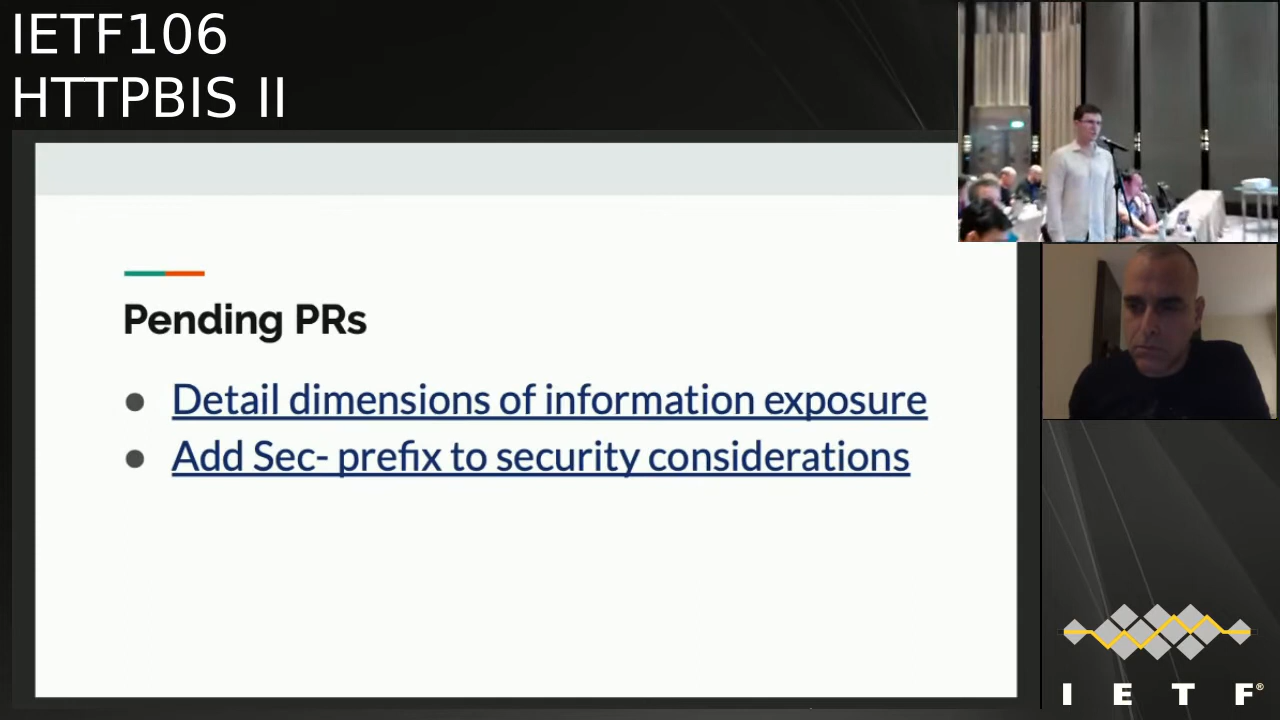 IETF106
HTTPBIS II
Pending PRs
Detail dimensions of information exposure
Add Sec- prefix to security considerations
I E T F®